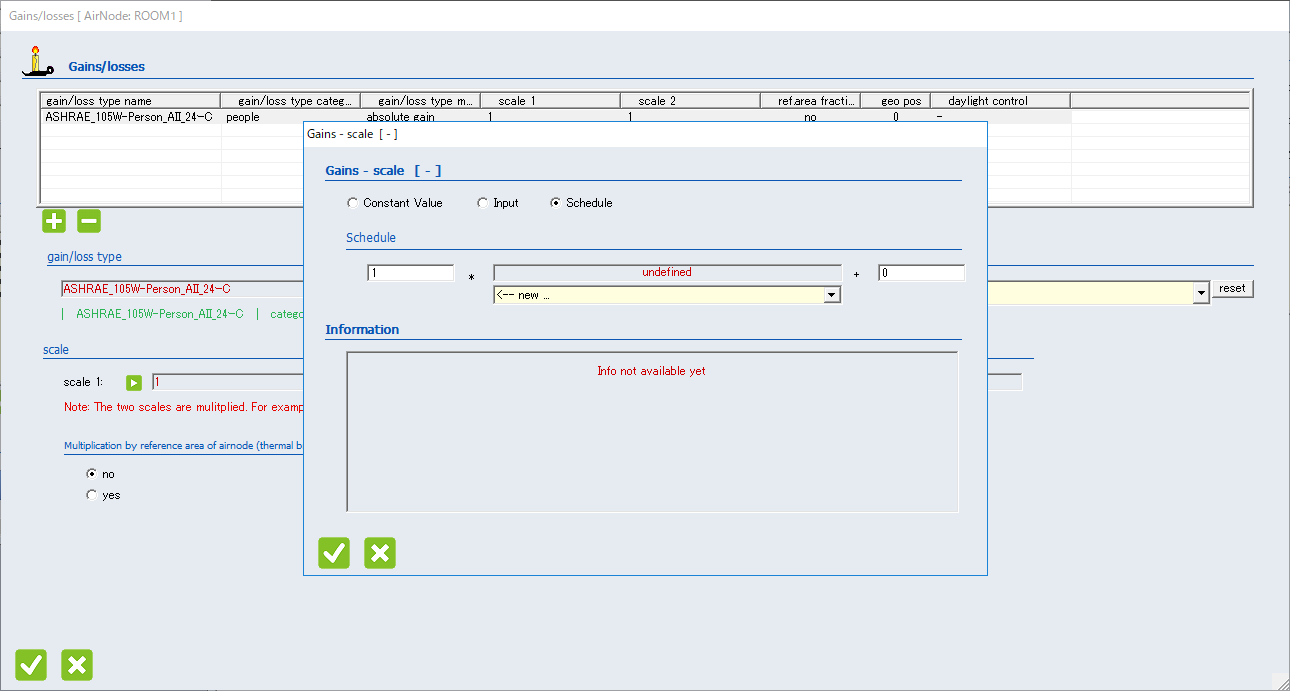 Gains/losses [ AirNode: ROOM1 ]
Gains/losses
gain/loss type name gain/loss type categ... gain/loss type m... scale 1 scale 2 ref.area fracti... geo pos daylight control
ASHRAE_105W-Person_AII_24~C people absolute gain 1 1 no 0 -
Gains - scale [ - ]
Gains - scale [ - ]
Constant Value Input Schedule
gain/loss type
Schedule
1 * undefined + 0
ASHRAE_105W-Person_AII_24~C reset
<-- new ...
| ASHRAE_105W-Person_AII_24~C | catego
Information
scale
Info not available yet
scale 1: 1
Note: The two scales are mulitplied. For examp
Multiplication by reference area of airnode (thermal b
no
yes